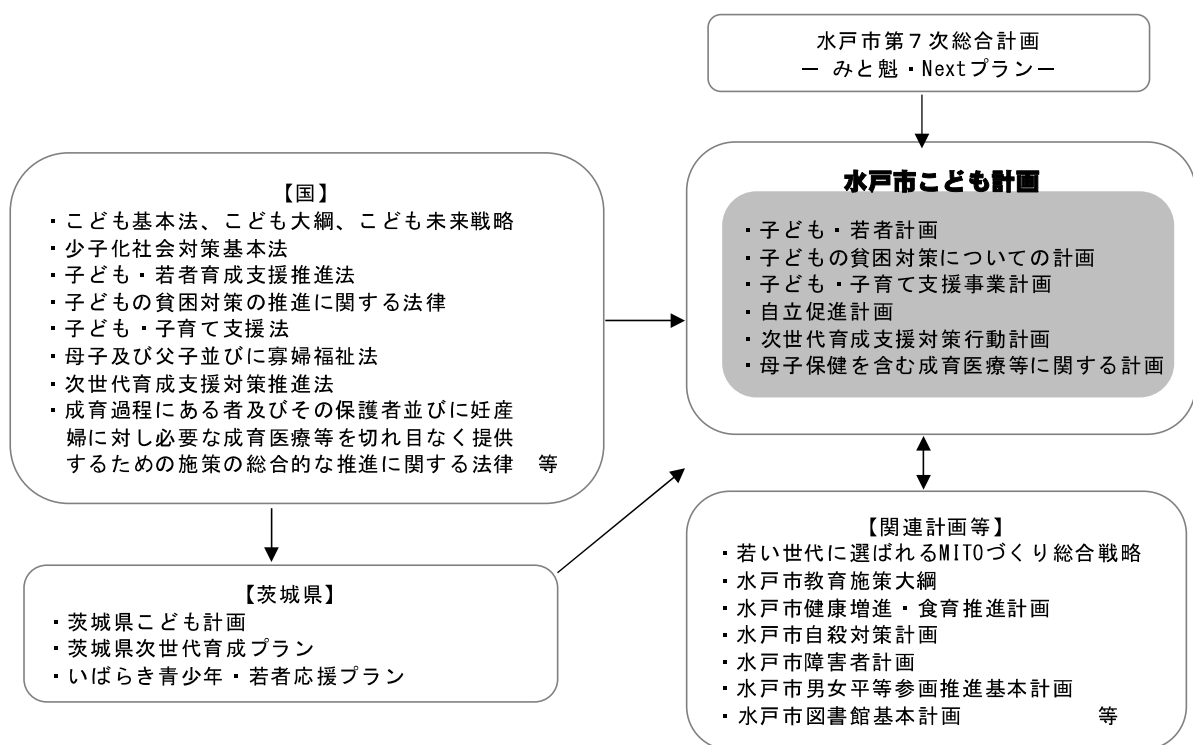 水戸市第７次総合計画
― みと魁・Nextプラン―
【国】
・こども基本法、こども大綱、こども未来戦略
・少子化社会対策基本法
・子ども・若者育成支援推進法
・子どもの貧困対策の推進に関する法律
・子ども・子育て支援法
・母子及び父子並びに寡婦福祉法
・次世代育成支援対策推進法
・成育過程にある者及びその保護者並びに妊産
婦に対し必要な成育医療等を切れ目なく提供
するための施策の総合的な推進に関する法律　等
水戸市こども計画
・子ども・若者計画
・子どもの貧困対策についての計画
・子ども・子育て支援事業計画
・自立促進計画
・次世代育成支援対策行動計画
・母子保健を含む成育医療等に関する計画
【茨城県】
・茨城県こども計画
・茨城県次世代育成プラン
・いばらき青少年・若者応援プラン
【関連計画等】
・若い世代に選ばれるMITOづくり総合戦略
・水戸市教育施策大綱
・水戸市健康増進・食育推進計画
・水戸市自殺対策計画
・水戸市障害者計画
・水戸市男女平等参画推進基本計画
・水戸市図書館基本計画　　　　　等